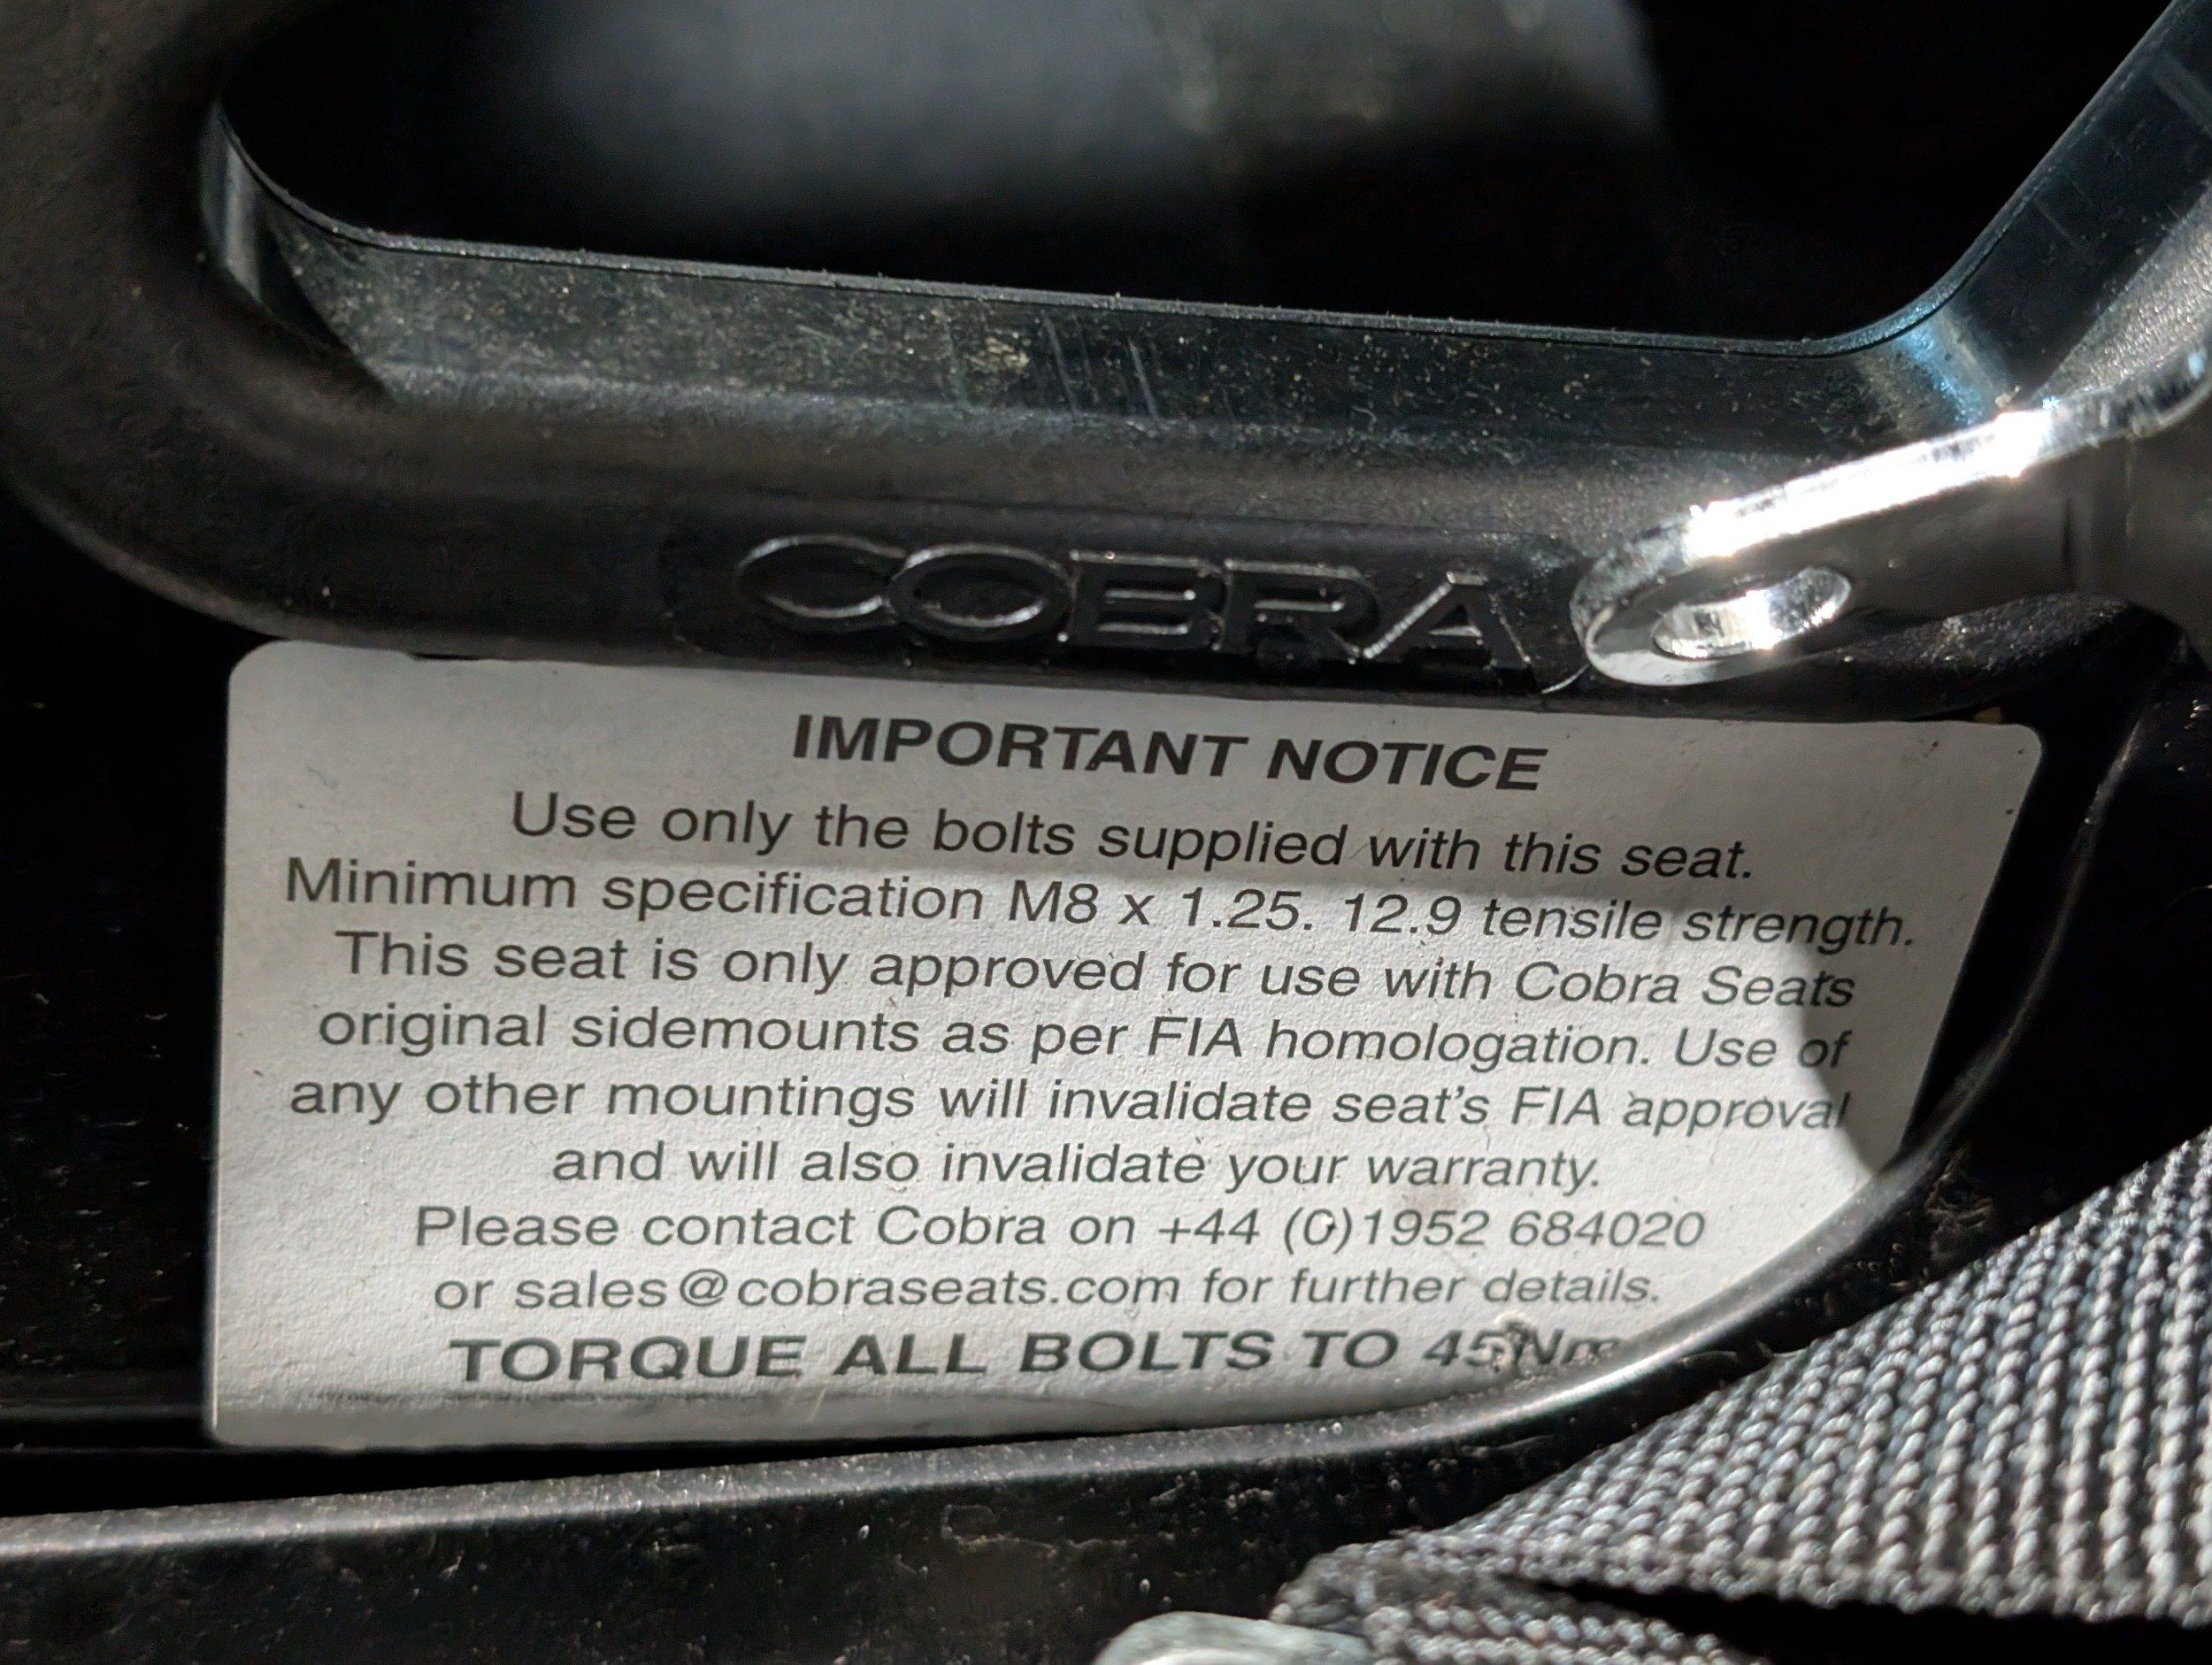 COBRA
IMPORTANT NOTICE
Use only the bolts supplied with this seat.
Minimum specification M8 x 1.25. 12.9 tensile strength.
This seat is only approved for use with Cobra Seats
original sidemounts as per FIA homologation. Use of
any other mountings will invalidate seat's FIA approval
and will also invalidate your warranty.
Please contact Cobra on +44 (0)1952 684020
or sales@cobraseats.com for further details.
TORQUE ALL BOLTS TO 45Nm